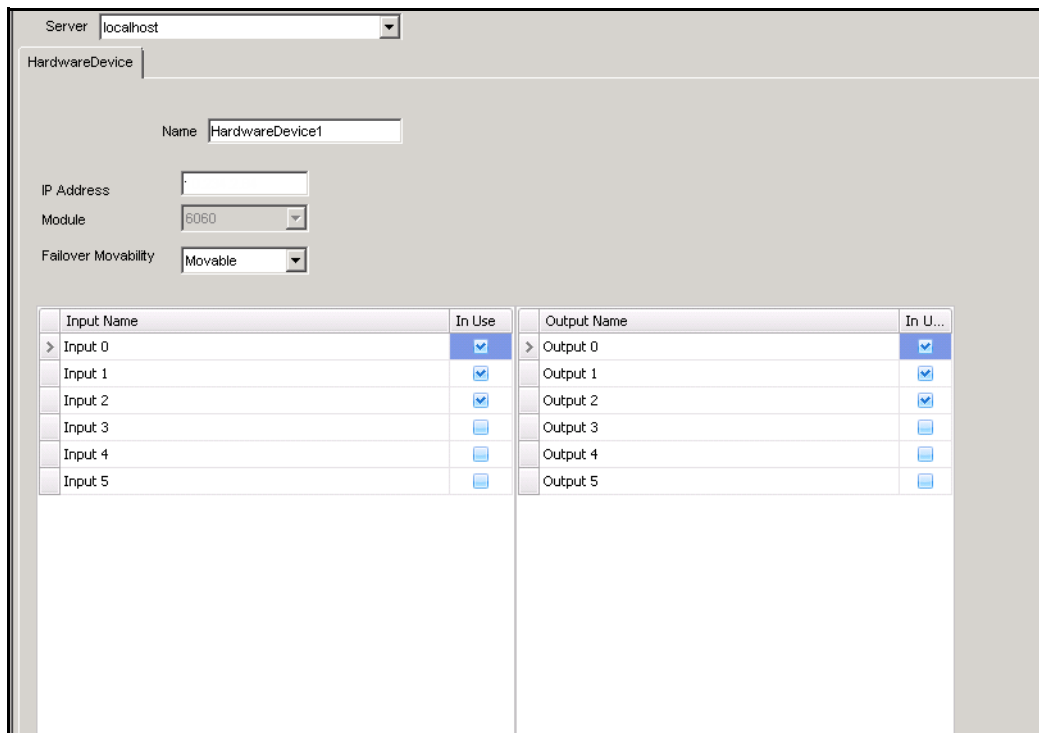 Server localhost
HardwareDevice
Name HardwareDevice1
IP Address
Module 6060
Failover Movability Movable
Input Name In Use Output Name In U...
Input 0 Output 0
Input 1 Output 1
Input 2 Output 2
Input 3 Output 3
Input 4 Output 4
Input 5 Output 5